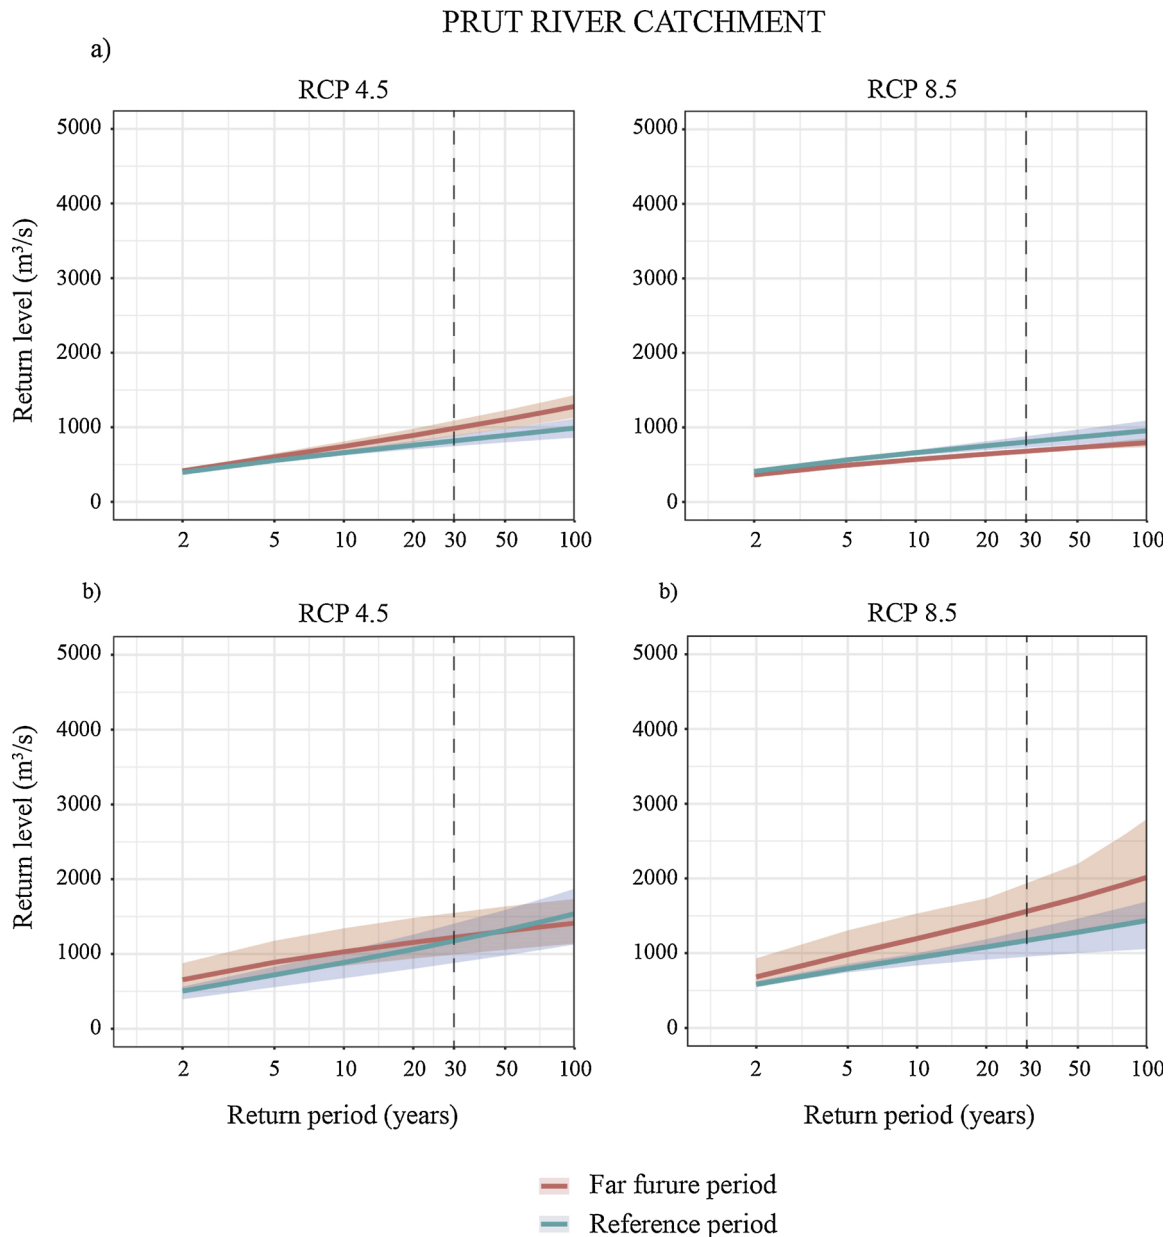 PRUT RIVER CATCHMENT
a)
RCP 4.5
RCP 8.5
Return level (m³/s)
5000
4000
3000
2000
1000
0
2 5 10 20 30 50 100
5000
4000
3000
2000
1000
0
2 5 10 20 30 50 100
b)
RCP 4.5
b)
RCP 8.5
Return level (m³/s)
5000
4000
3000
2000
1000
0
2 5 10 20 30 50 100
Return period (years)
5000
4000
3000
2000
1000
0
2 5 10 20 30 50 100
Return period (years)
Far furure period
Reference period